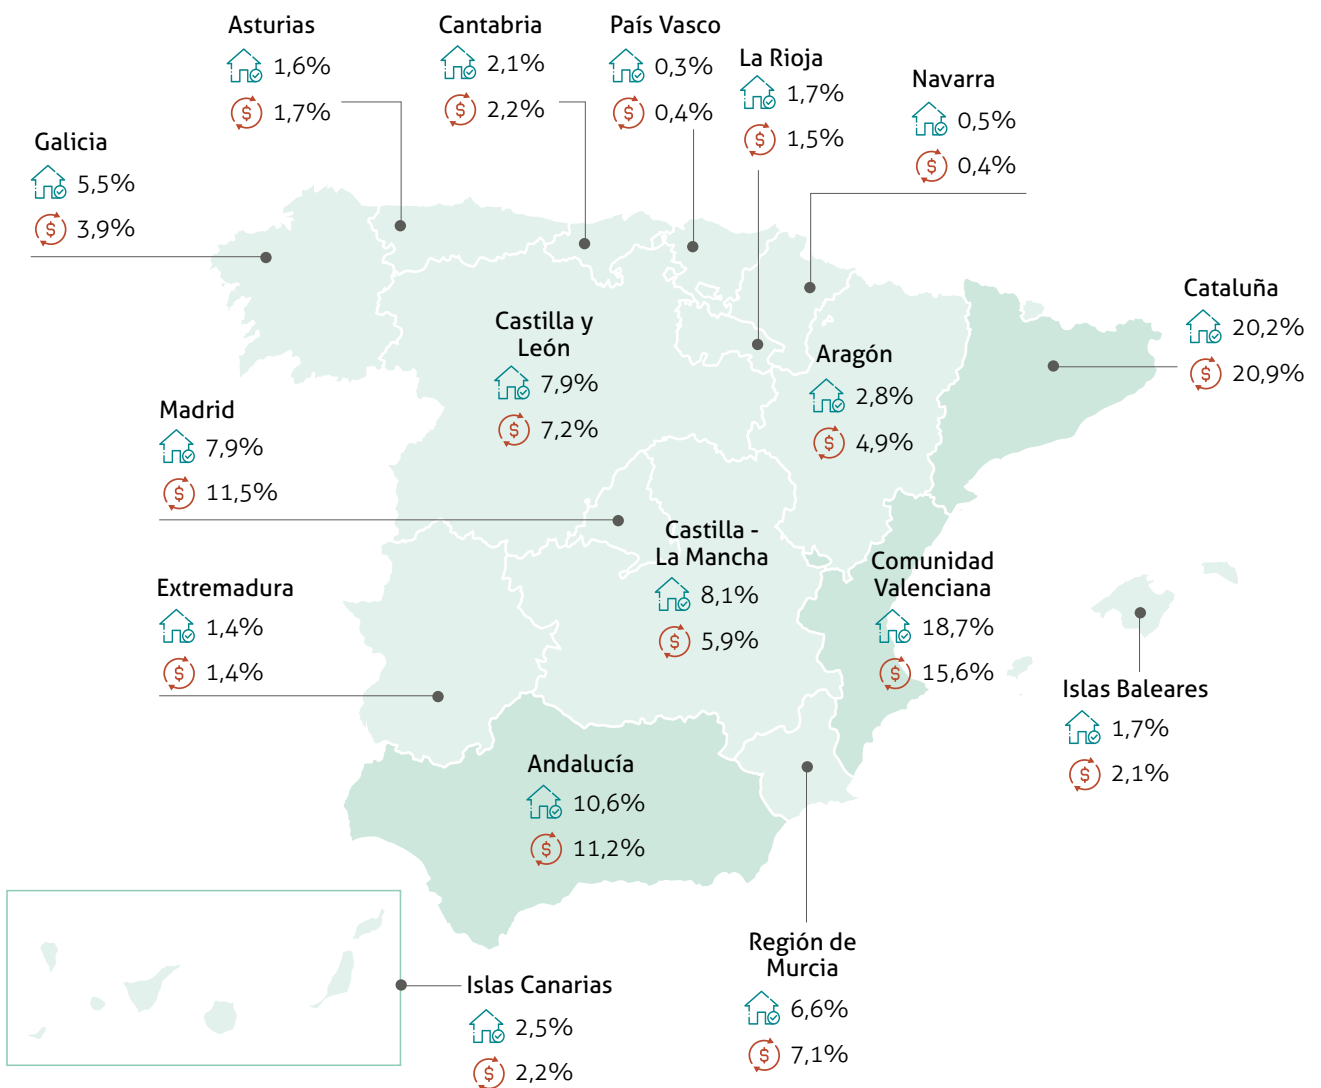 Asturias
1,6%
1,7%
Cantabria
2,1%
2,2%
País Vasco
0,3%
0,4%
La Rioja
1,7%
1,5%
Navarra
0,5%
0,4%
Galicia
5,5%
3,9%
Cataluña
20,2%
20,9%
Castilla y
León
7,9%
7,2%
Aragón
2,8%
4,9%
Madrid
7,9%
11,5%
Castilla -
La Mancha
8,1%
5,9%
Comunidad
Valenciana
18,7%
15,6%
Extremadura
1,4%
1,4%
Islas Baleares
1,7%
2,1%
Andalucía
10,6%
11,2%
Región de
Murcia
6,6%
7,1%
Islas Canarias
2,5%
2,2%